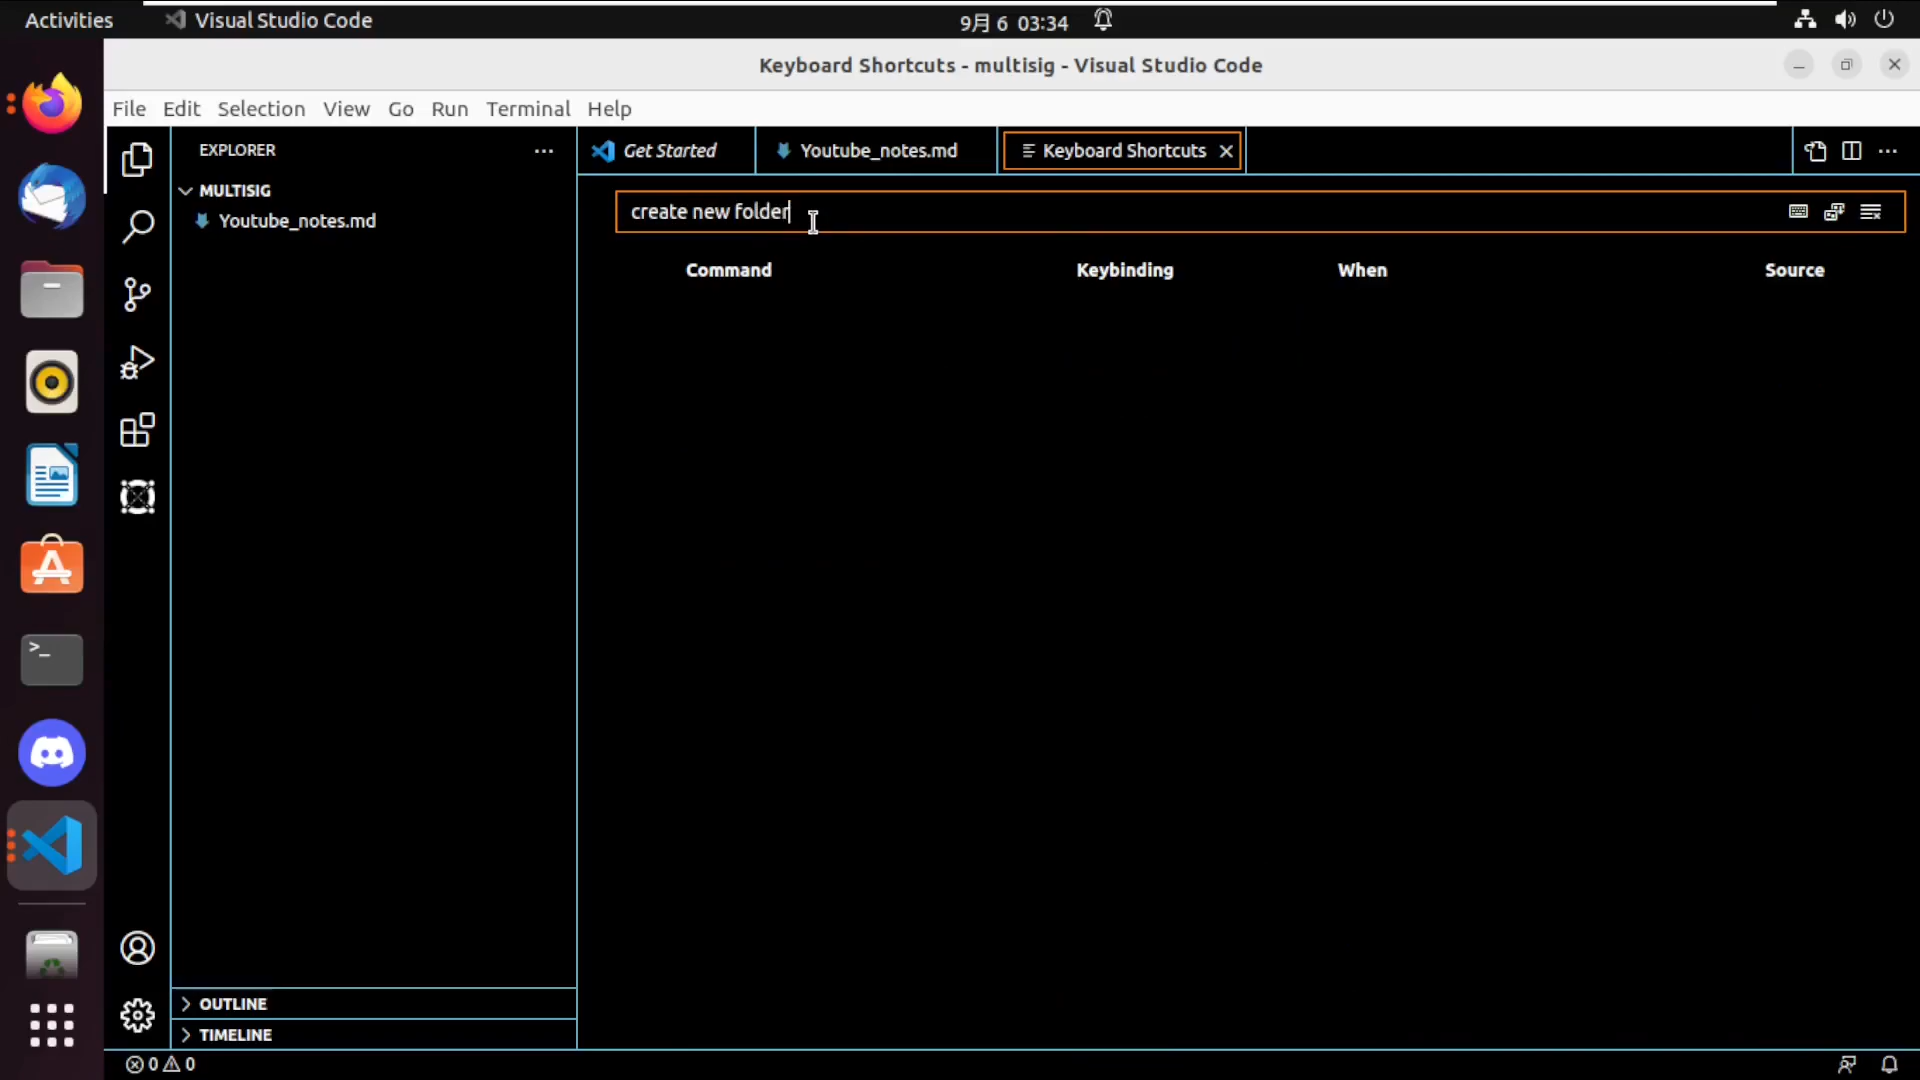 Activities Visual Studio Code 9月 6 03:34
Keyboard Shortcuts - multisig - Visual Studio Code
File Edit Selection View Go Run Terminal Help
EXPLORER
Get Started Youtube_notes.md Keyboard Shortcuts
MULTISIG
Youtube_notes.md
create new folder
Command Keybinding When Source
OUTLINE
TIMELINE
0 0